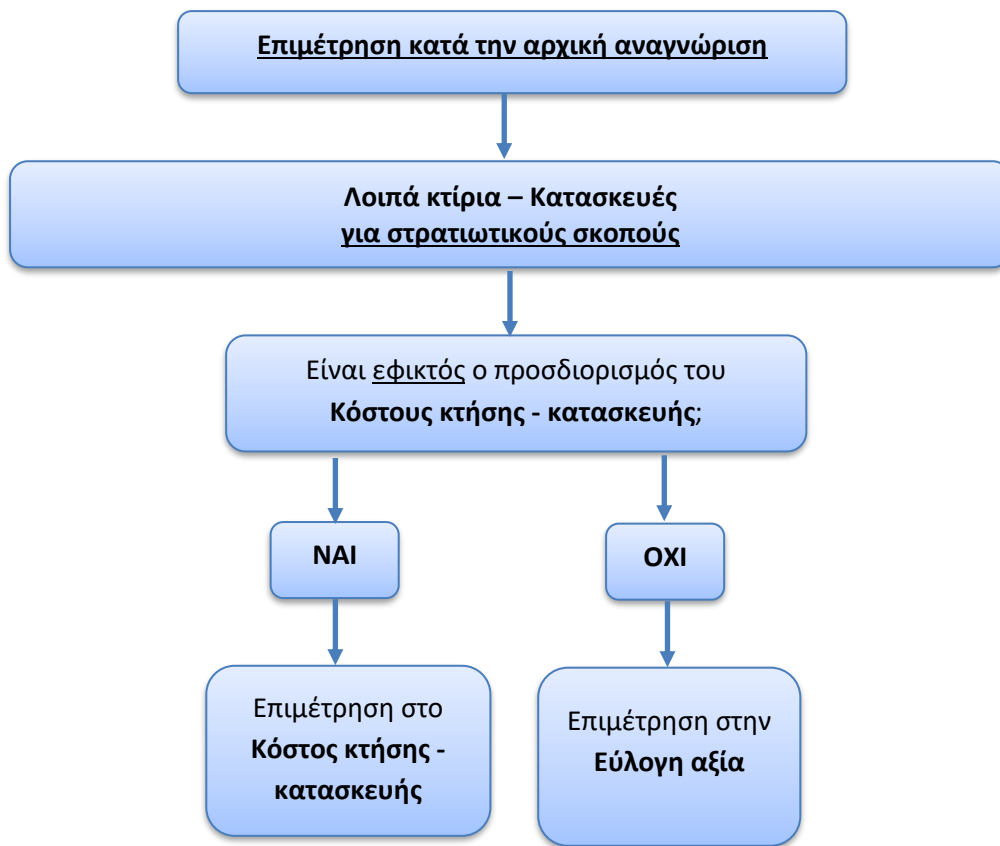 Επιμέτρηση κατά την αρχική αναγνώριση
Λοιπά κτίρια – Κατασκευές
για στρατιωτικούς σκοπούς
Είναι εφικτός ο προσδιορισμός του
Κόστους κτήσης - κατασκευής;
ΝΑΙ
ΟΧΙ
Επιμέτρηση στο
Κόστος κτήσης -
κατασκευής
Επιμέτρηση στην
Εύλογη αξία